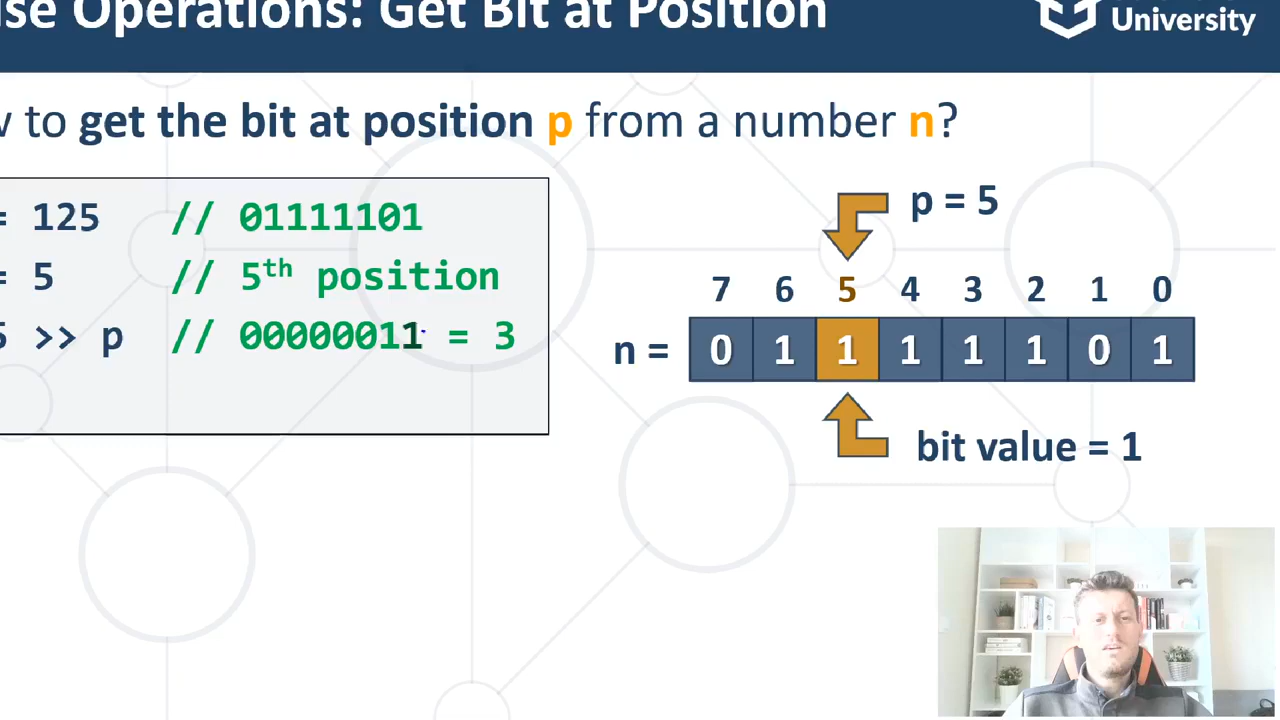 se Operations: Get Bit at Position
University
w to get the bit at position p from a number n?
= 125 // 01111101
= 5 // 5th position
5 >> p // 00000011 = 3
p = 5
7 6 5 4 3 2 1 0
n = 0 1 1 1 1 1 0 1
bit value = 1